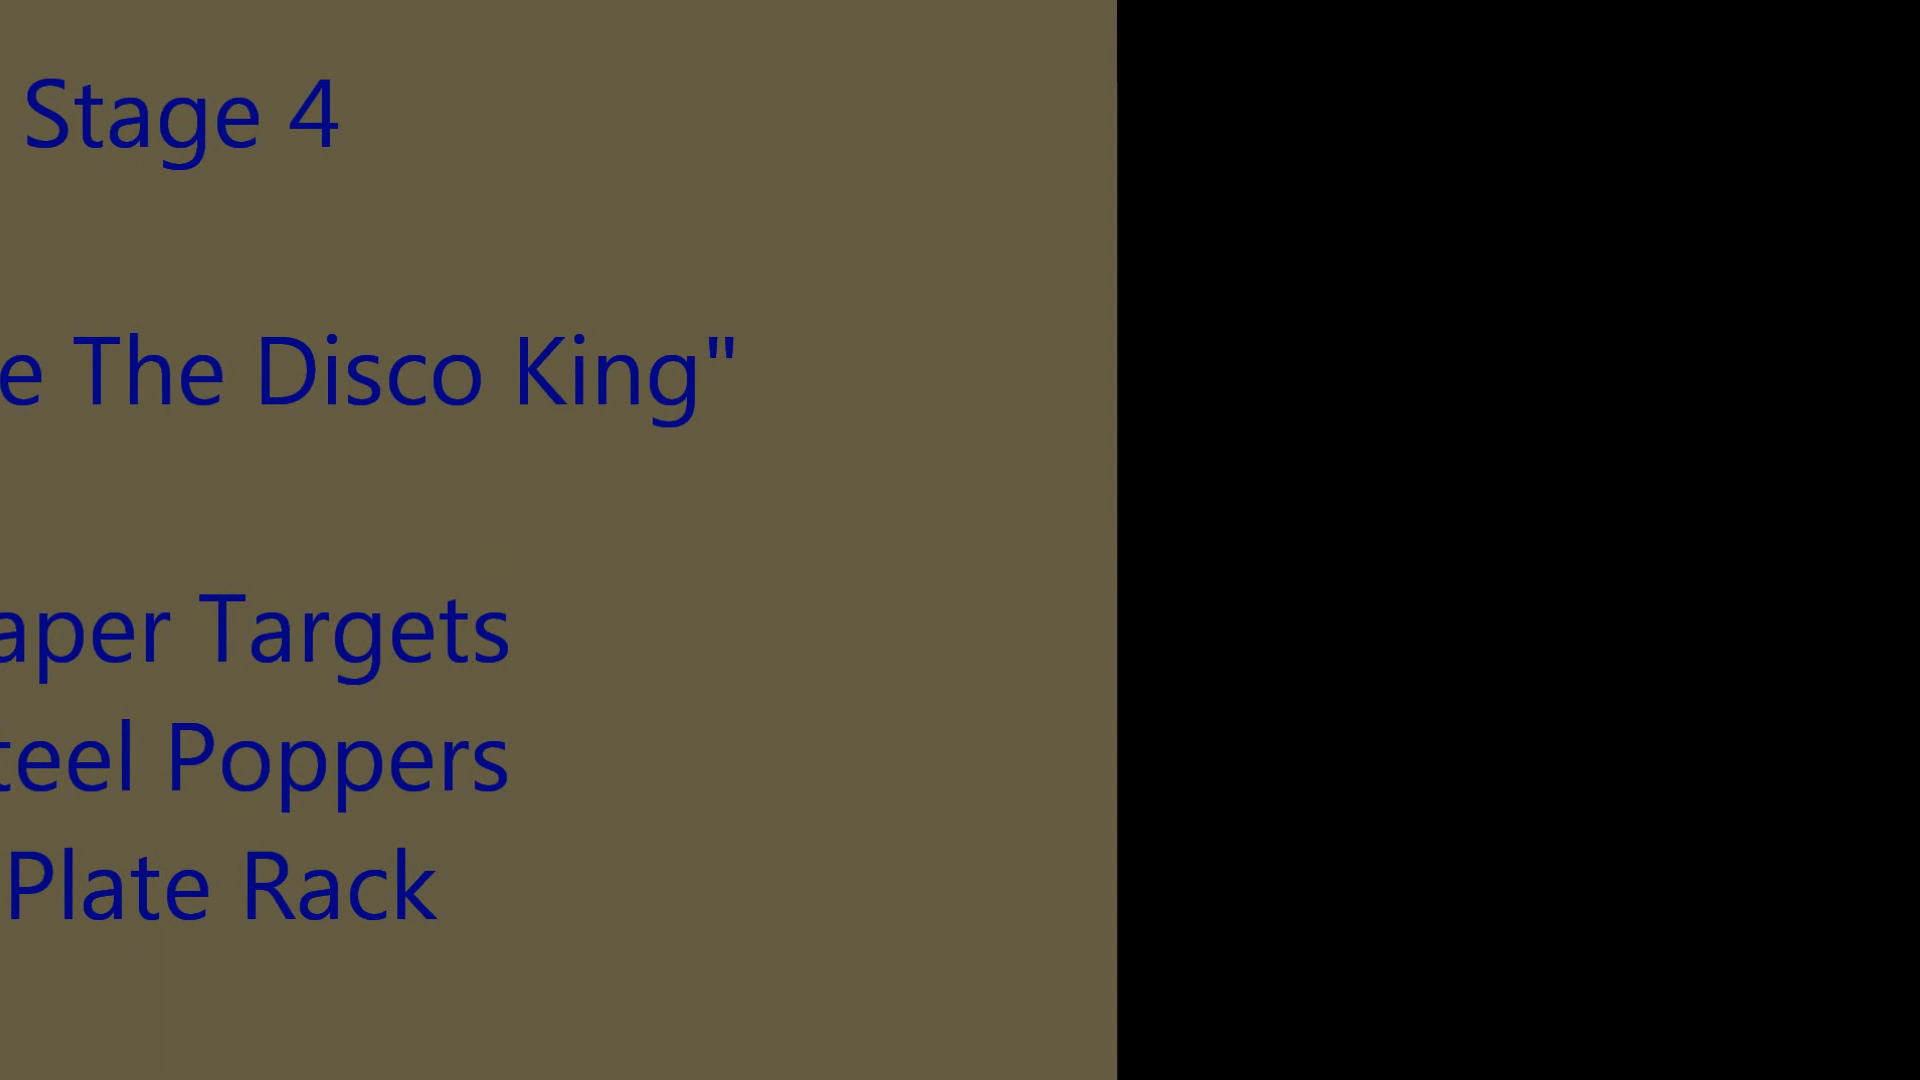 Stage 4
e The Disco King"
aper Targets
teel Poppers
Plate Rack